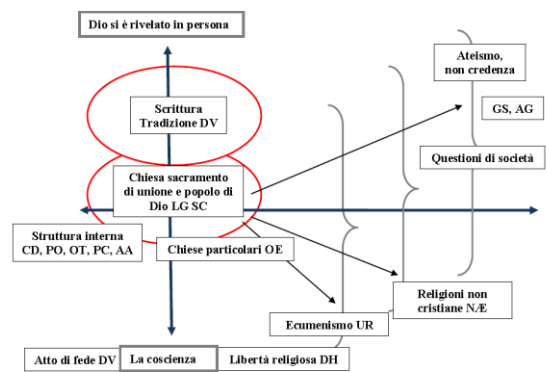 Dio si è rivelato in persona
Ateismo,
non credenza
Scrittura
Tradizione DV
GS, AG
Questioni di società
Chiesa sacramento
di unione e popolo di
Dio LG SC
Struttura interna
CD, PO, OT, PC, AA
Chiese particolari OE
Religioni non
cristiane NÆ
Ecumenismo UR
Atto di fede DV
La coscienza
Libertà religiosa DH